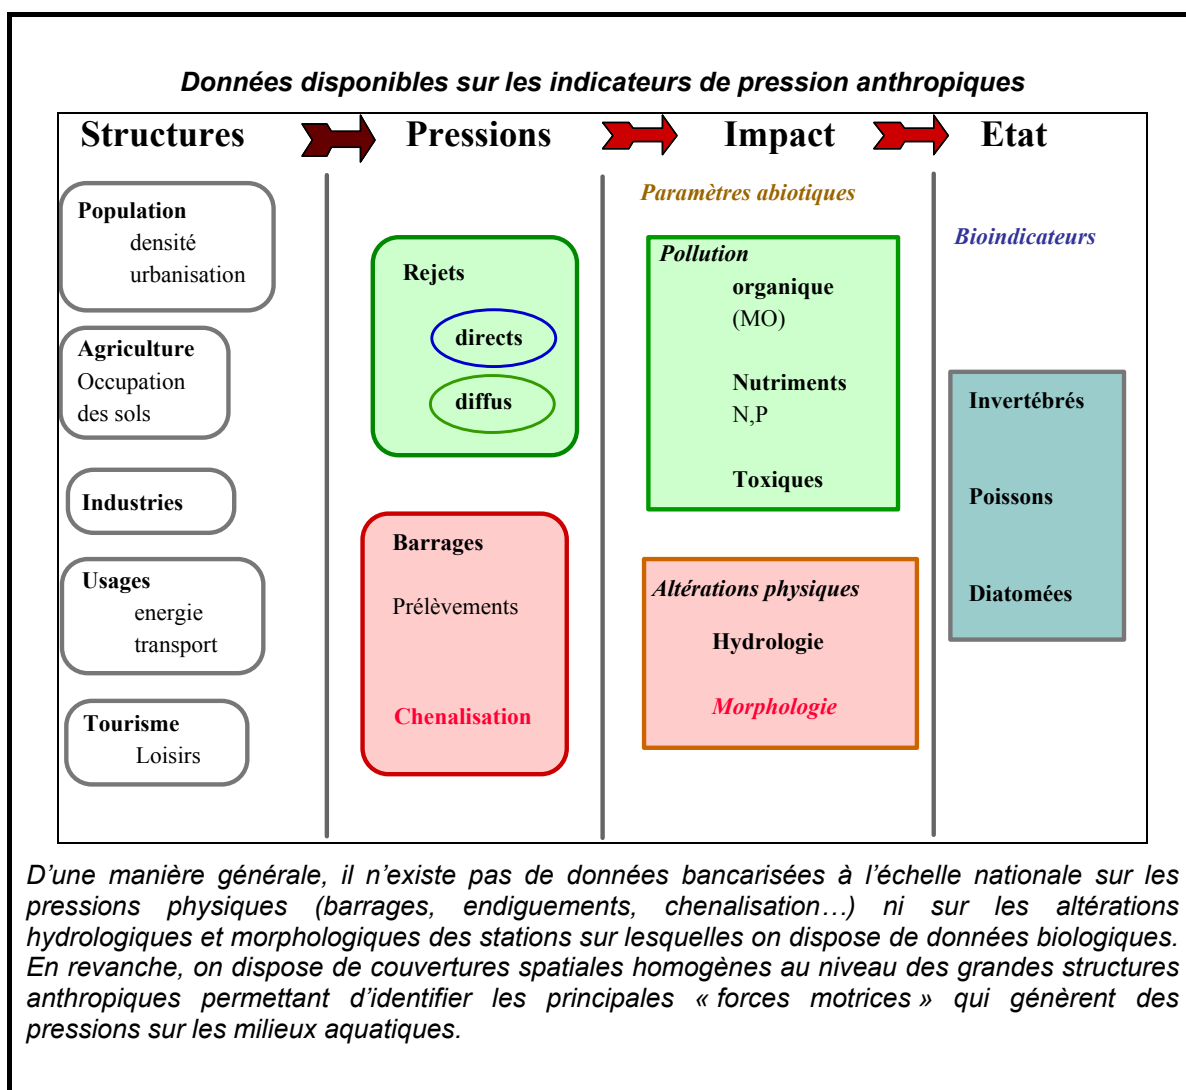 Données disponibles sur les indicateurs de pression anthropiques
Structures
Pressions
Impact
Etat
Population
densité
urbanisation
Agriculture
Occupation
des sols
Industries
Usages
energie
transport
Tourisme
Loisirs
Rejets
directs
diffus
Barrages
Prélèvements
Chenalisation
Paramètres abiotiques
Pollution
organique
(MO)
Nutriments
N,P
Toxiques
Altérations physiques
Hydrologie
Morphologie
Bioindicateurs
Invertébrés
Poissons
Diatomées
D’une manière générale, il n’existe pas de données bancarisées à l’échelle nationale sur les
pressions physiques (barrages, endiguements, chenalisation…) ni sur les altérations
hydrologiques et morphologiques des stations sur lesquelles on dispose de données biologiques.
En revanche, on dispose de couvertures spatiales homogènes au niveau des grandes structures
anthropiques permettant d’identifier les principales « forces motrices » qui génèrent des
pressions sur les milieux aquatiques.